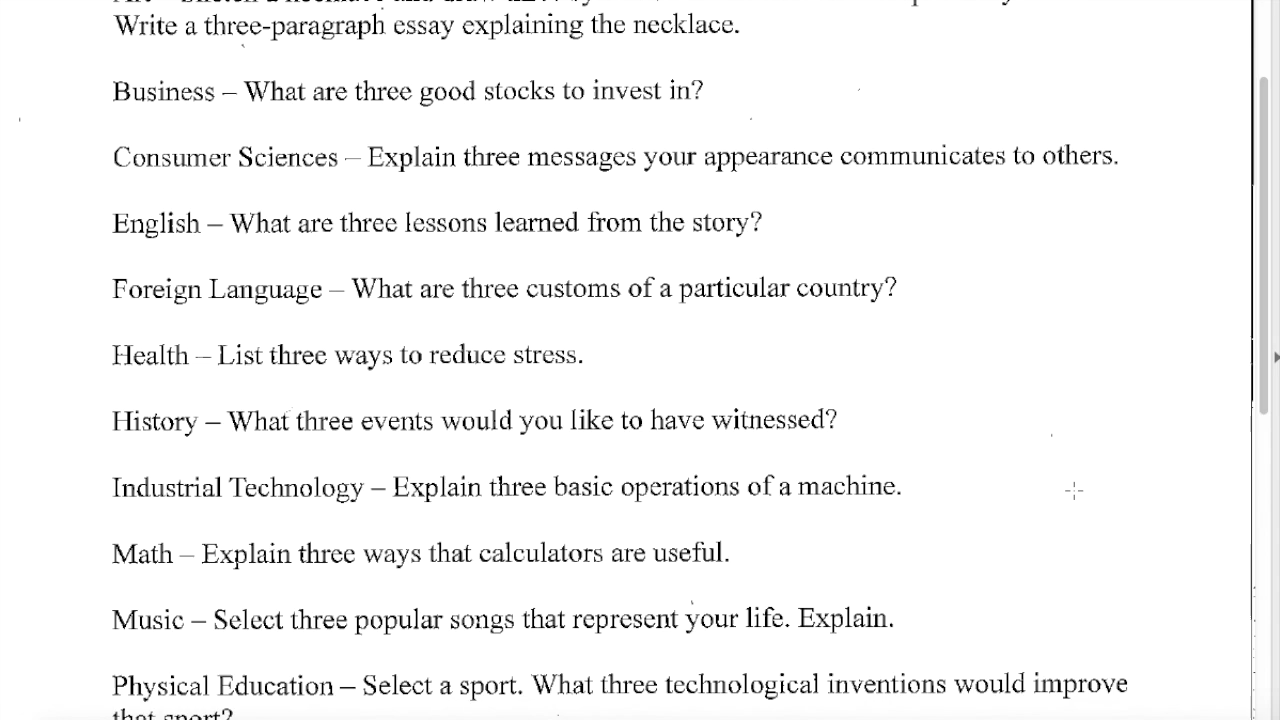 Write a three-paragraph essay explaining the necklace.
Business – What are three good stocks to invest in?
Consumer Sciences – Explain three messages your appearance communicates to others.
English – What are three lessons learned from the story?
Foreign Language – What are three customs of a particular country?
Health – List three ways to reduce stress.
History – What three events would you like to have witnessed?
Industrial Technology – Explain three basic operations of a machine.
Math – Explain three ways that calculators are useful.
Music – Select three popular songs that represent your life. Explain.
Physical Education – Select a sport. What three technological inventions would improve
that sport?